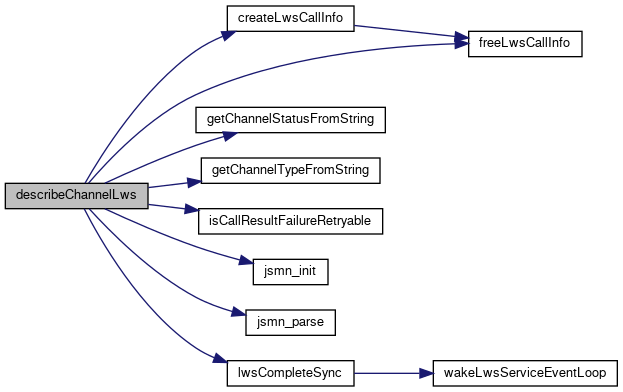 createLwsCallInfo
freeLwsCallInfo
getChannelStatusFromString
getChannelTypeFromString
describeChannelLws
isCallResultFailureRetryable
jsmn_init
jsmn_parse
lwsCompleteSync
wakeLwsServiceEventLoop